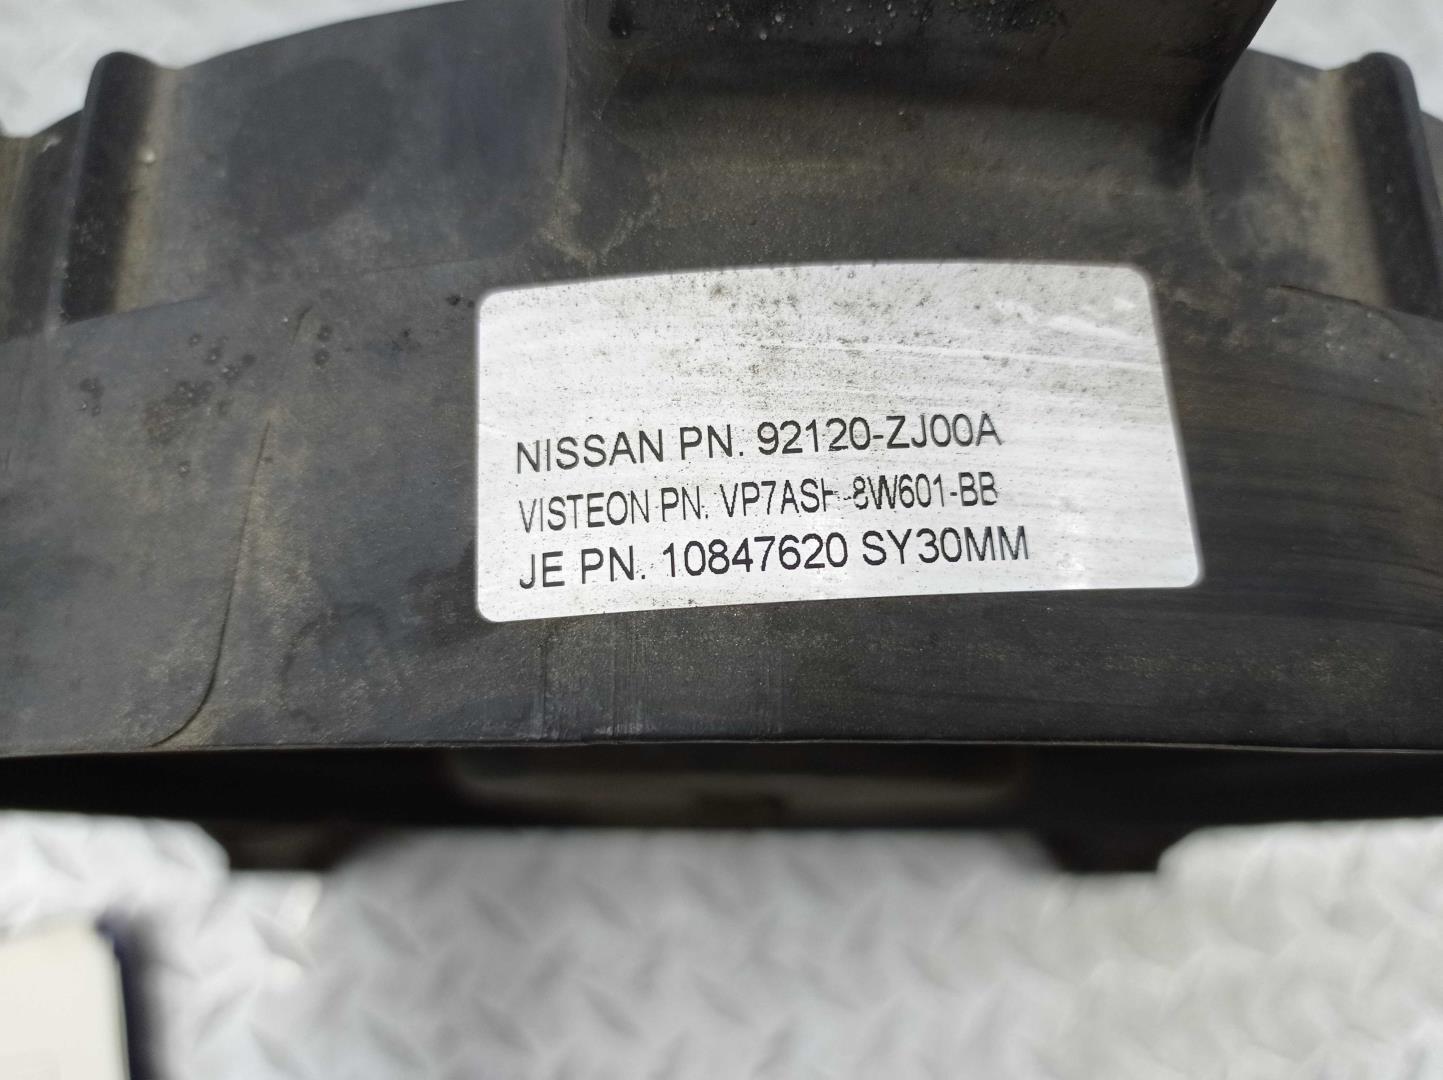 NISSAN PN. 92120-ZJ00A
VISTEON PN. VP7ASH-8W601-BB
JE PN. 10847620 SY30MM